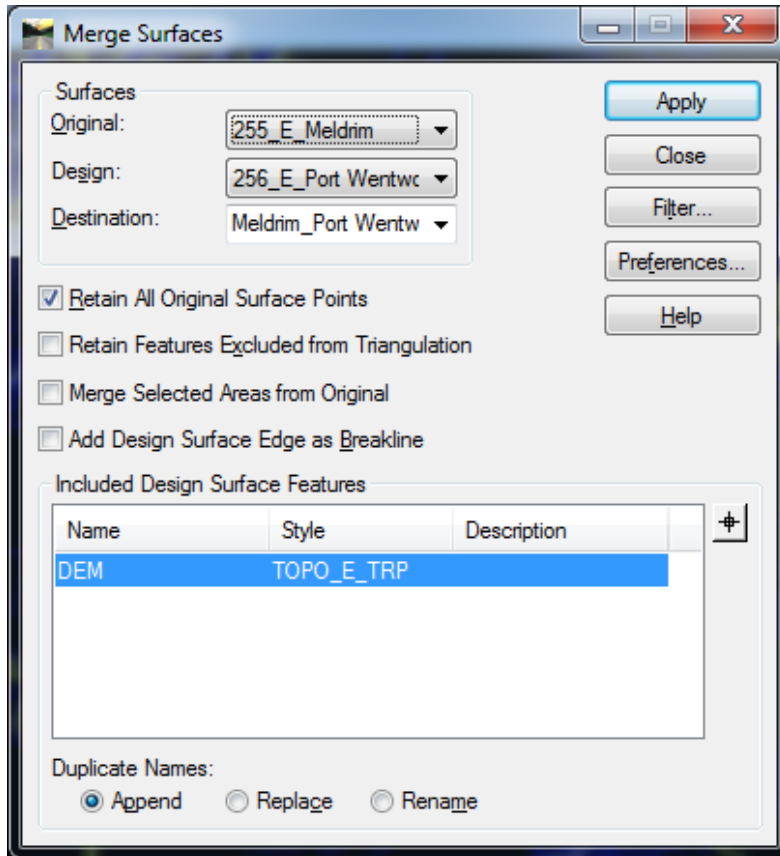 Merge Surfaces
Surfaces
Original: 255_E_Meldrim
Design: 256_E_Port Wentwc
Destination: Meldrim_Port Wentw
Apply
Close
Filter...
Preferences...
Help
Retain All Original Surface Points
Retain Features Excluded from Triangulation
Merge Selected Areas from Original
Add Design Surface Edge as Breakline
Included Design Surface Features
Name Style Description
DEM TOPO_E_TRP
Duplicate Names:
Append Replace Rename